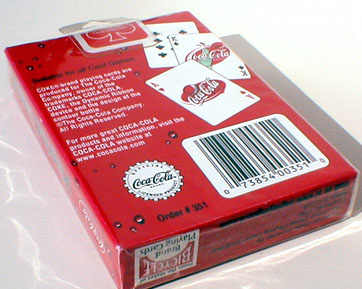 Suitable for all Card Games
COKE® brand playing cards are
produced for The Coca-Cola
Company, owner of the
trademarks COCA-COLA,
COKE, the Dynamic Ribbon
device and the design of the
contour bottle.
© The Coca-Cola Company.
All Rights Reserved.
For more great COCA-COLA
products and information, visit the
COCA-COLA website at
www.cocacola.com
K
Coca-Cola
K
A
Coca-Cola
Coca-Cola
Order # 351
0 73854 00351 0
BICYCLE
Brand
Playing Cards